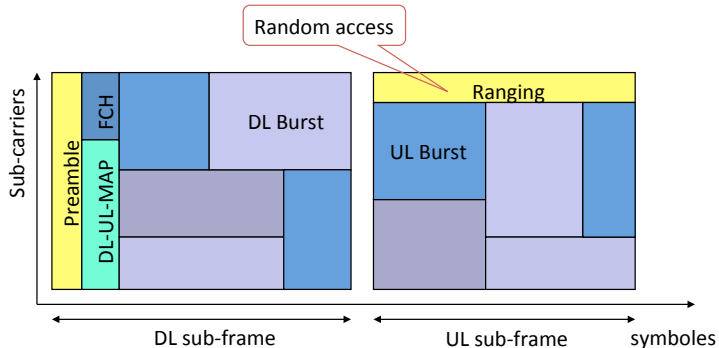 Random access
Sub-carriers
Preamble
FCH
DL-UL-MAP
DL Burst
Ranging
UL Burst
DL sub-frame
UL sub-frame
symboles